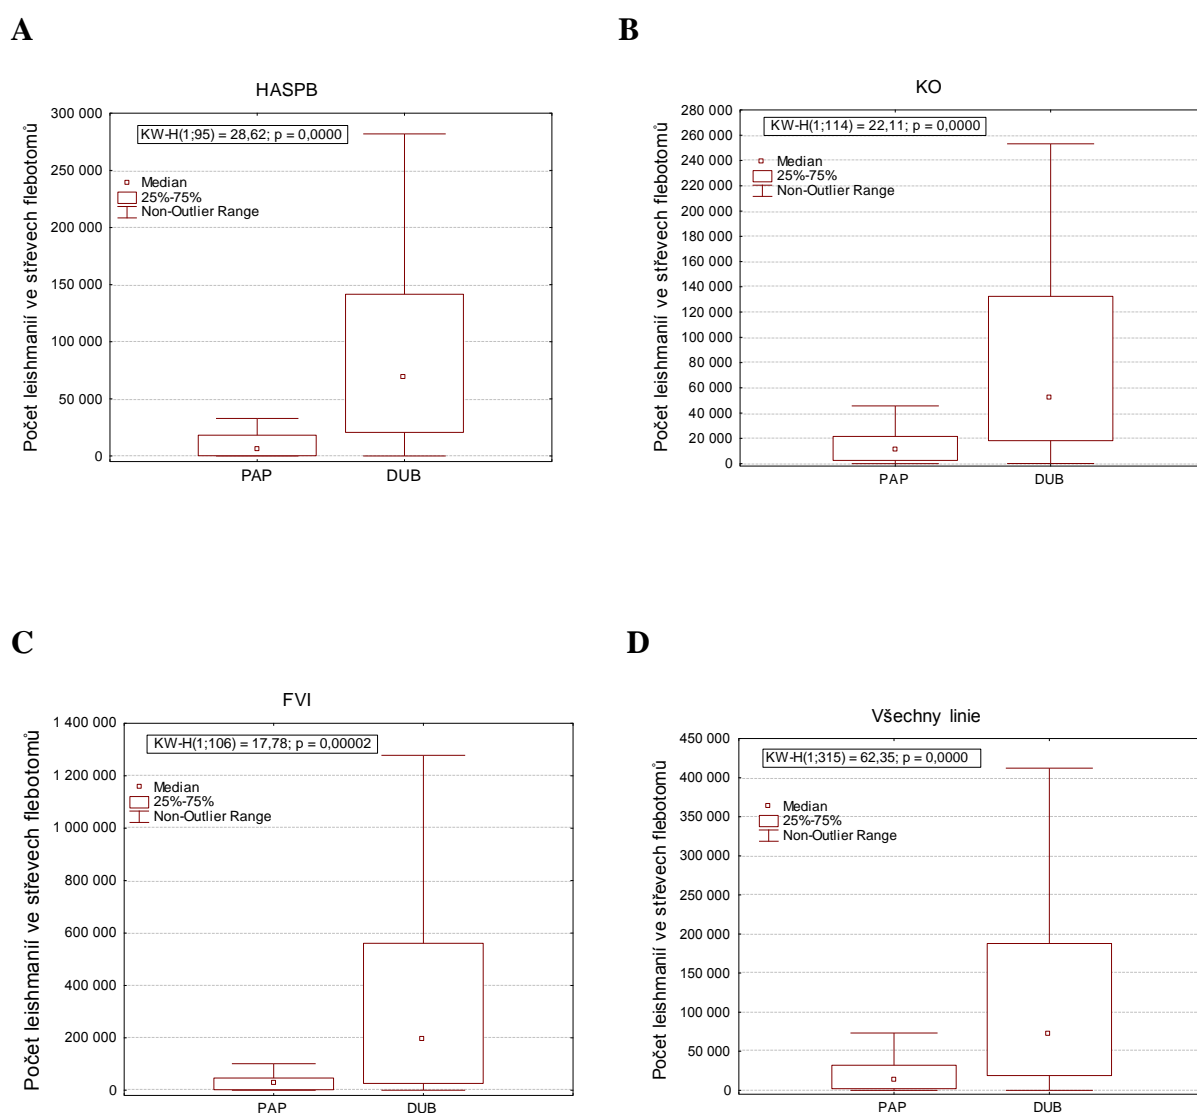 A
HASPB
Počet leishmanií ve střevech flebotomů
300 000
250 000
200 000
150 000
100 000
50 000
0
KW-H(1;95) = 28,62; p = 0,0000
Median
25%-75%
Non-Outlier Range
PAP DUB
B
KO
Počet leishmanií ve střevech flebotomů
280 000
260 000
240 000
220 000
200 000
180 000
160 000
140 000
120 000
100 000
80 000
60 000
40 000
20 000
0
KW-H(1;114) = 22,11; p = 0,0000
Median
25%-75%
Non-Outlier Range
PAP DUB
C
FVI
Počet leishmanií ve střevech flebotomů
1 400 000
1 200 000
1 000 000
800 000
600 000
400 000
200 000
0
KW-H(1;106) = 17,78; p = 0,00002
Median
25%-75%
Non-Outlier Range
PAP DUB
D
Všechny linie
Počet leishmanií ve střevech flebotomů
450 000
400 000
350 000
300 000
250 000
200 000
150 000
100 000
50 000
0
KW-H(1;315) = 62,35; p = 0,0000
Median
25%-75%
Non-Outlier Range
PAP DUB